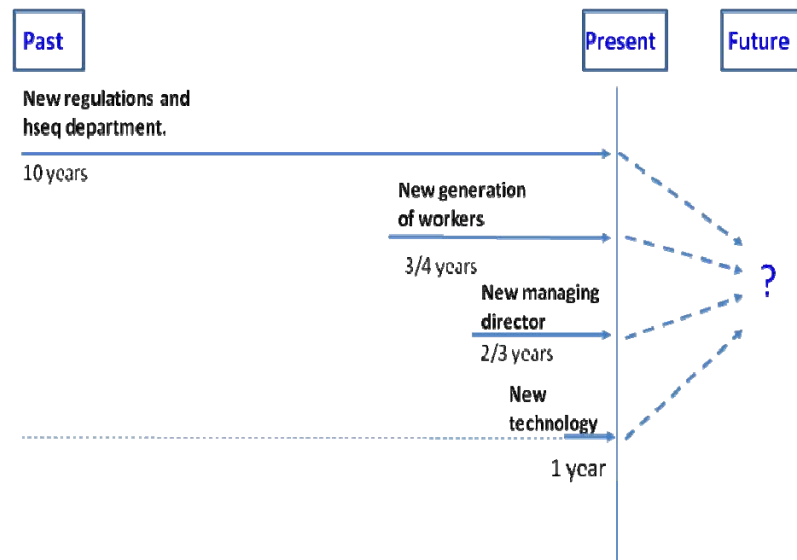 Past
Present
Future
New regulations and
hseq department.
10 years
New generation
of workers
3/4 years
New managing
director
2/3 years
New
technology
1 year
?